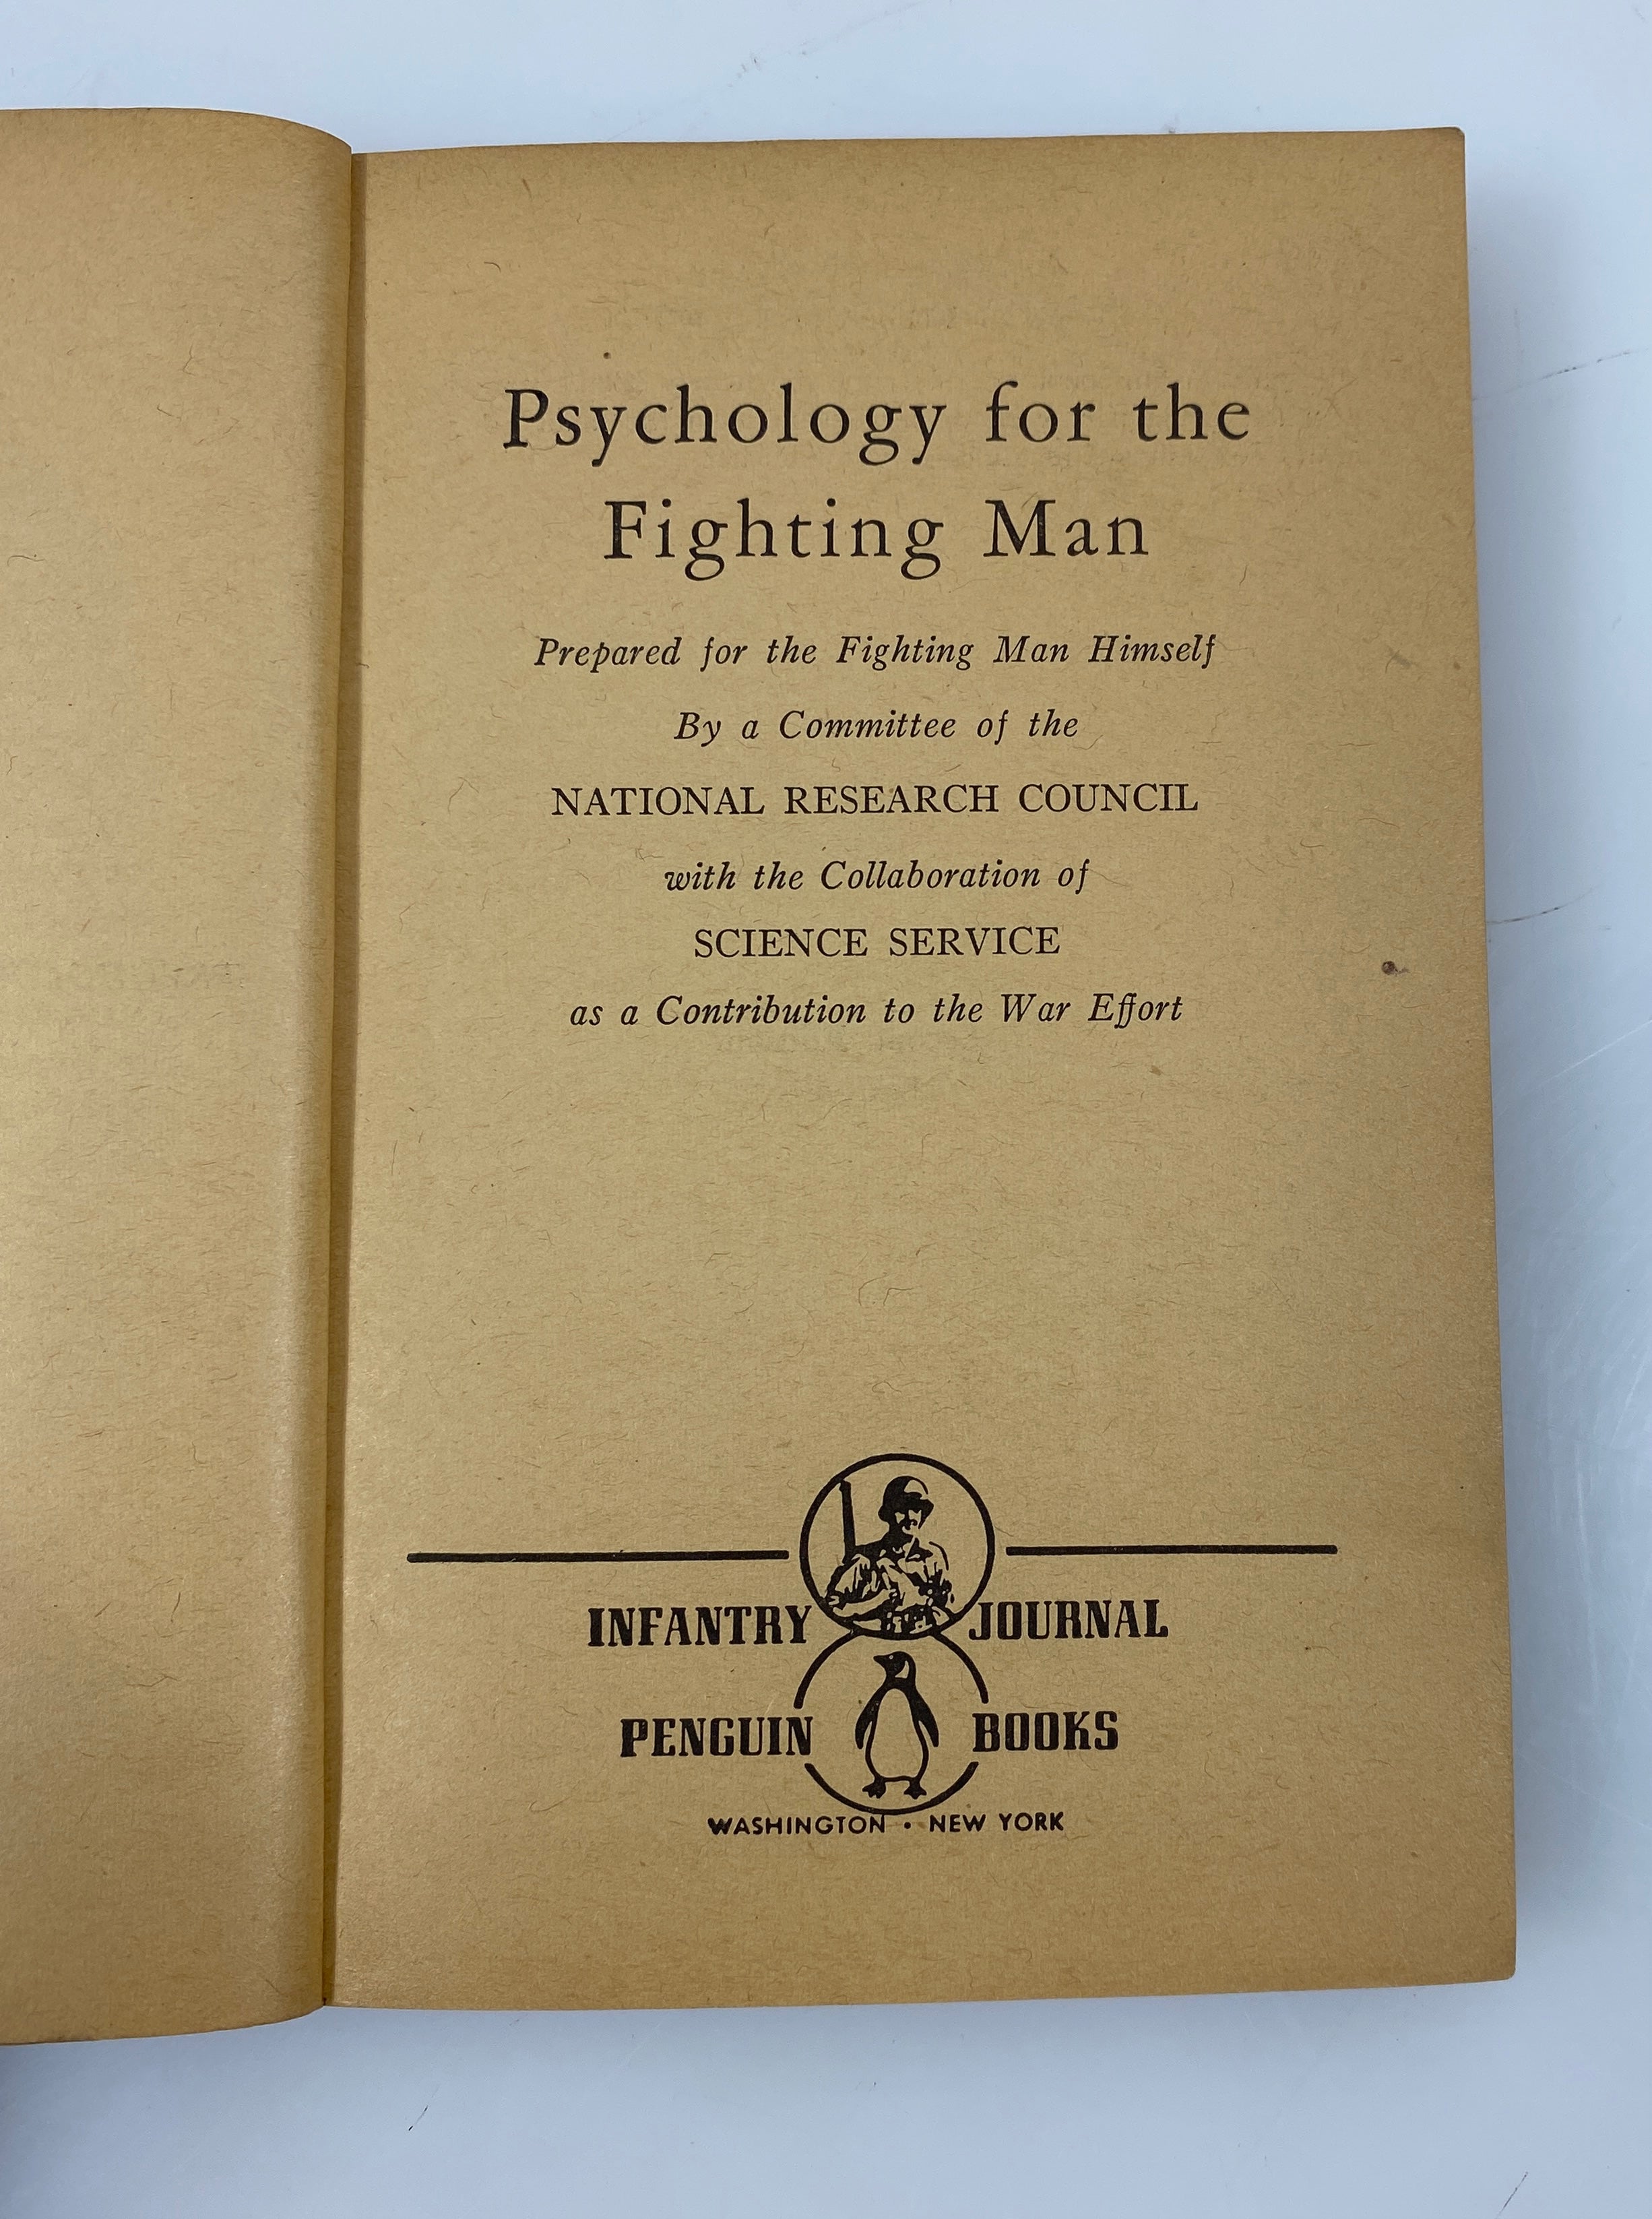 Psychology for the
Fighting Man
Prepared for the Fighting Man Himself
By a Committee of the
NATIONAL RESEARCH COUNCIL
with the Collaboration of
SCIENCE SERVICE
as a Contribution to the War Effort
INFANTRY JOURNAL
PENGUIN BOOKS
WASHINGTON · NEW YORK